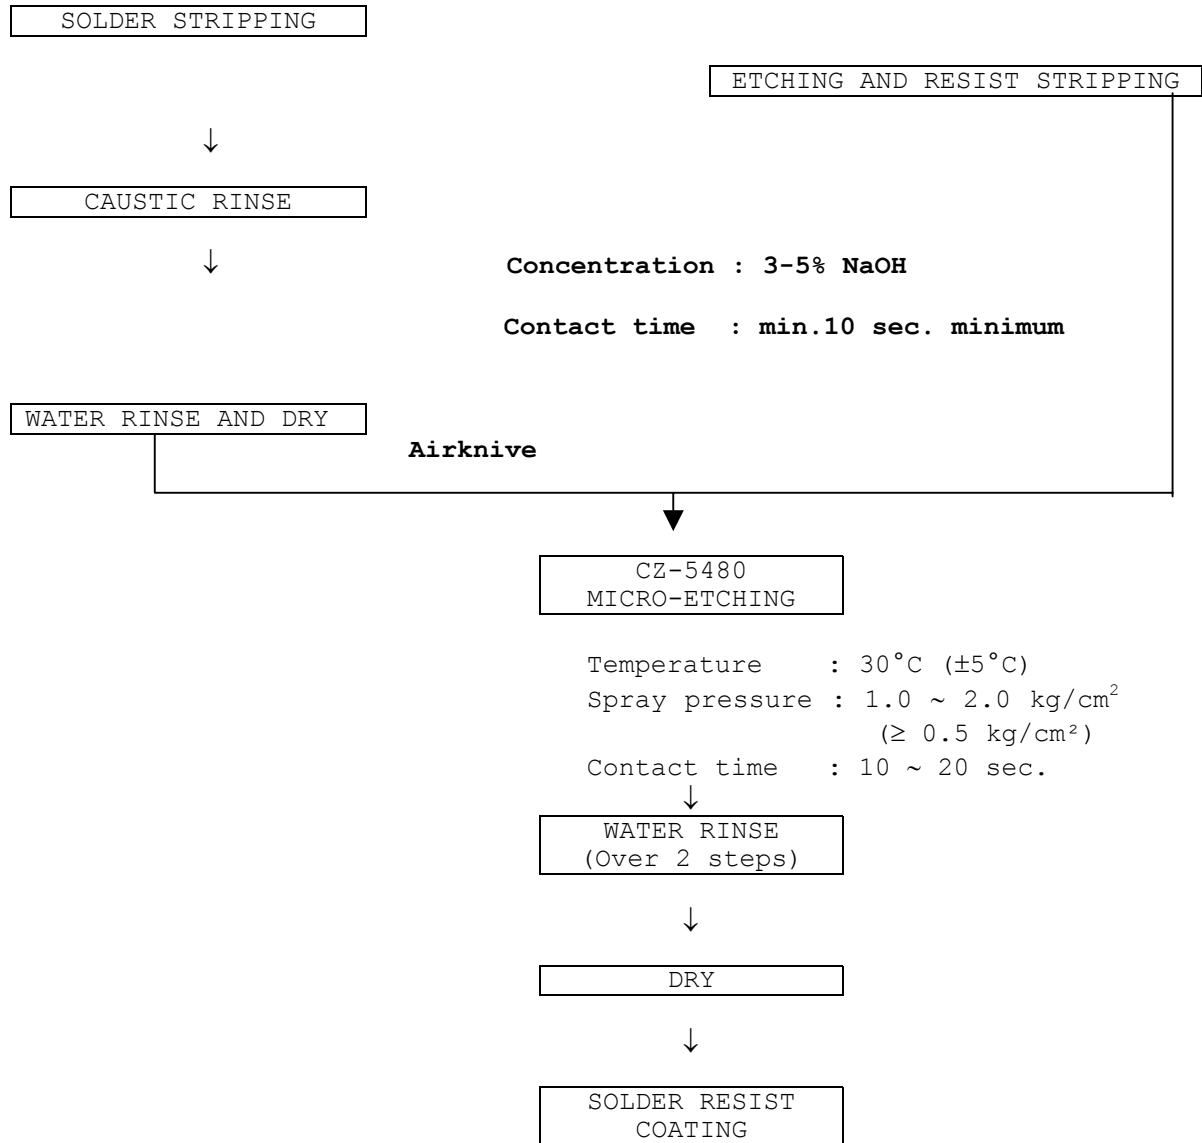 SOLDER STRIPPING
ETCHING AND RESIST STRIPPING
↓
CAUSTIC RINSE
↓
Concentration : 3-5% NaOH
Contact time : min.10 sec. minimum
WATER RINSE AND DRY
Airknive
CZ-5480
MICRO-ETCHING
Temperature : 30°C (±5°C)
Spray pressure : 1.0 ~ 2.0 kg/cm²
(≥ 0.5 kg/cm²)
Contact time : 10 ~ 20 sec.
↓
WATER RINSE
(Over 2 steps)
↓
DRY
↓
SOLDER RESIST
COATING